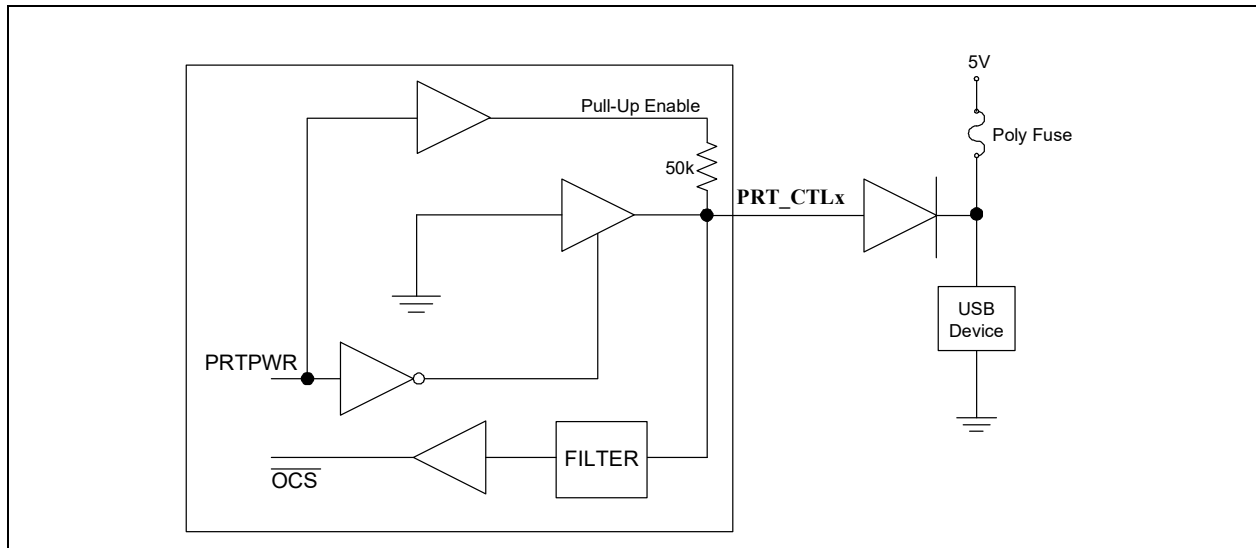 5V
Pull-Up Enable
Poly Fuse
50k
PRT_CTLx
USB
Device
PRTPWR
FILTER
OCS